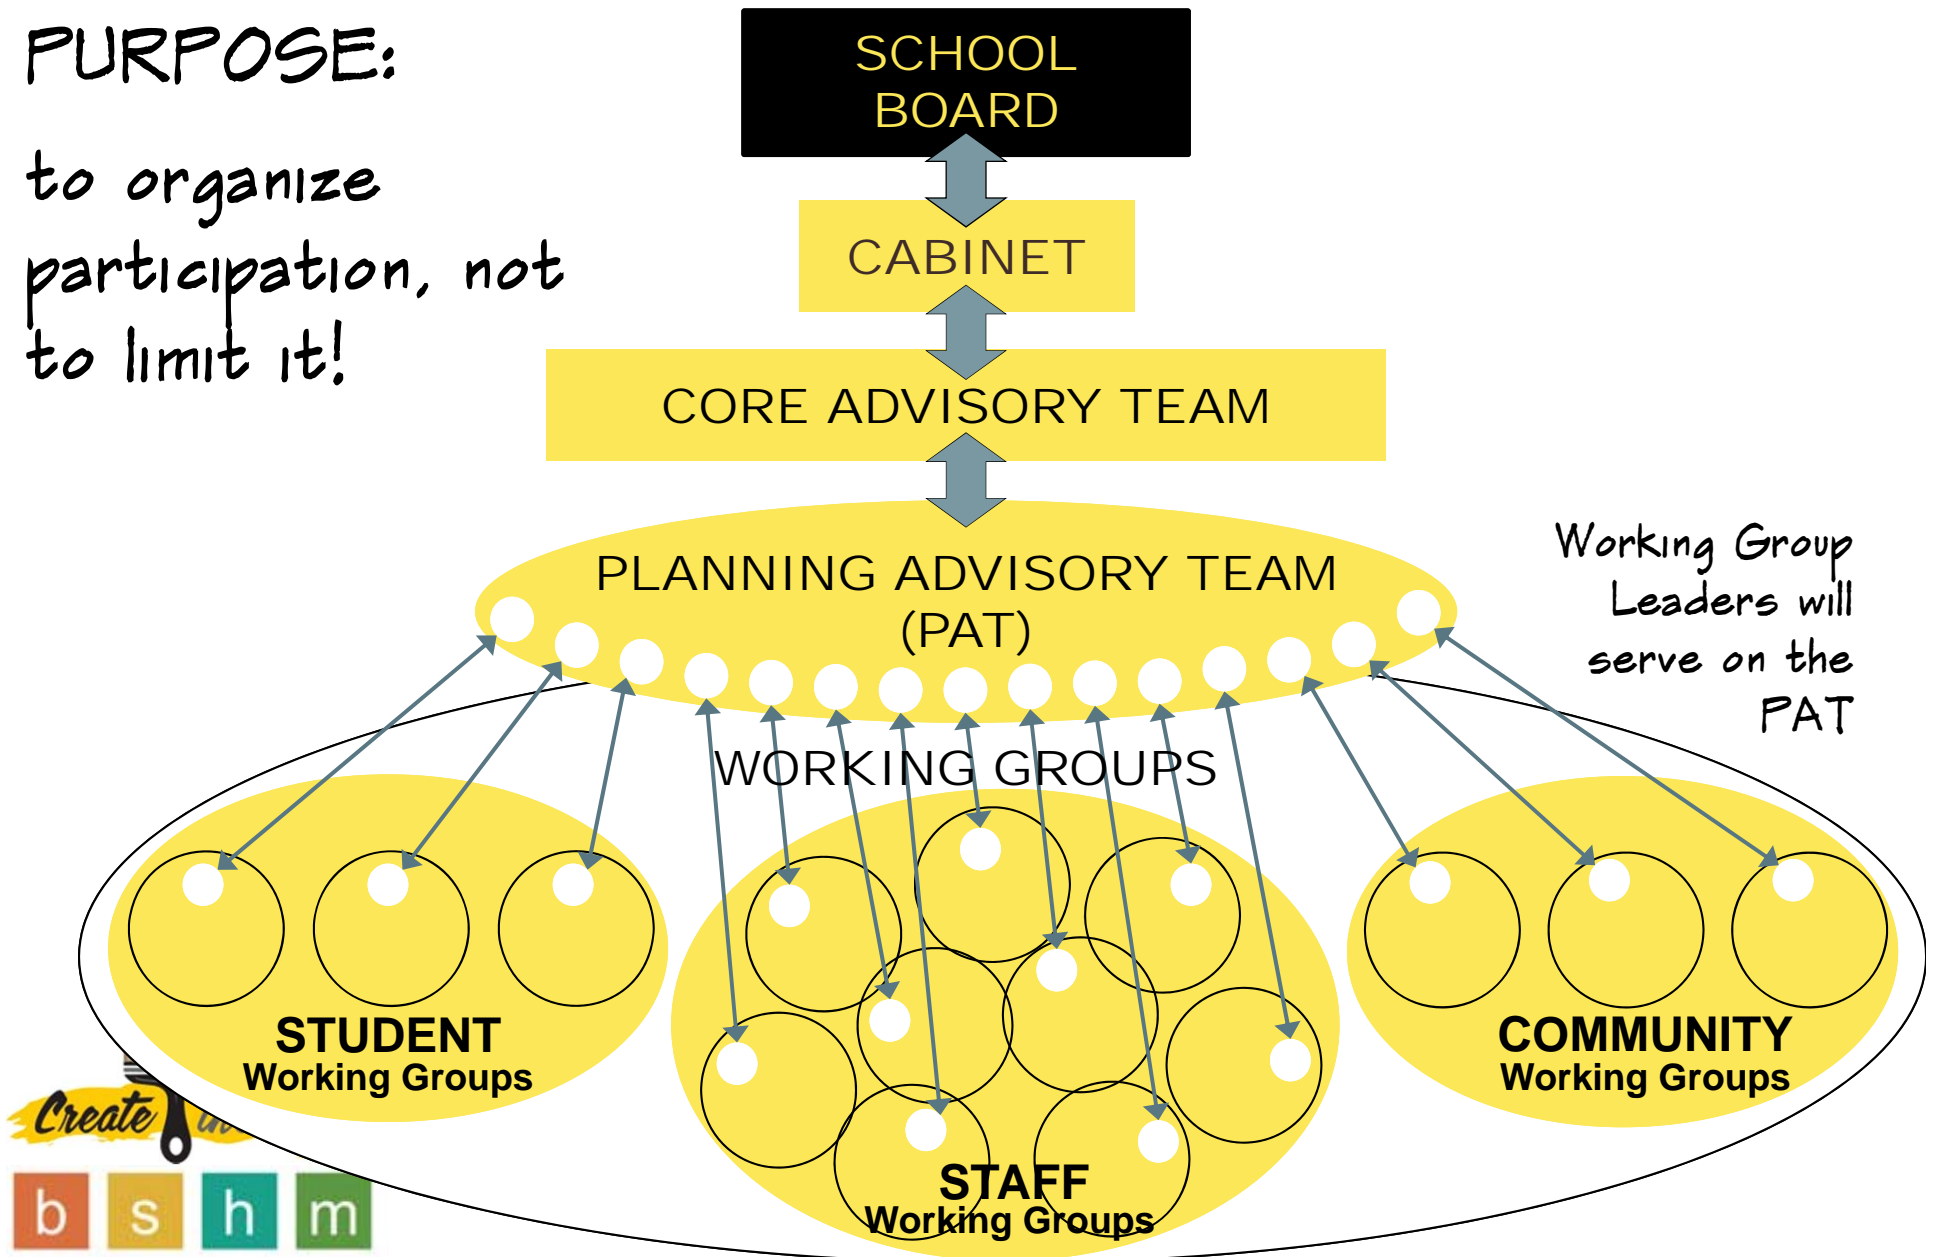 PURPOSE:
to organize
participation, not
to limit it!
SCHOOL
BOARD
CABINET
CORE ADVISORY TEAM
PLANNING ADVISORY TEAM
(PAT)
Working Group
Leaders will
serve on the
PAT
WORKING GROUPS
STUDENT
Working Groups
STAFF
Working Groups
COMMUNITY
Working Groups
Create
b s h m